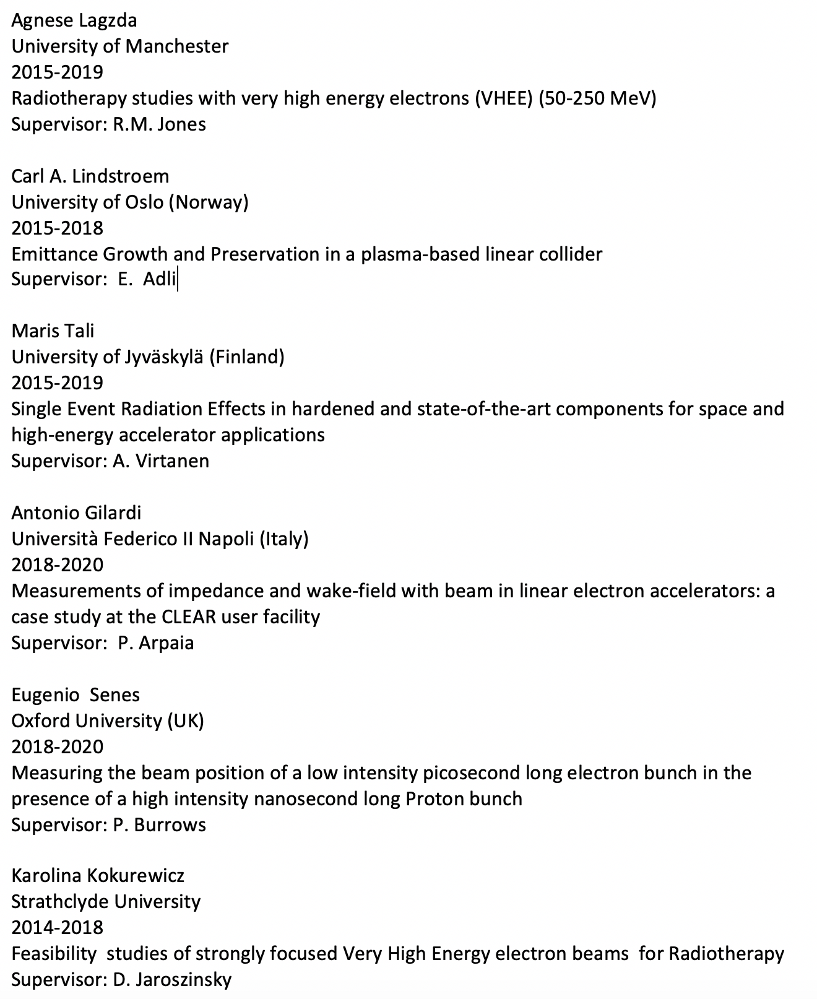 Agnese Lagzda
University of Manchester
2015-2019
Radiotherapy studies with very high energy electrons (VHEE) (50-250 MeV)
Supervisor: R.M. Jones
Carl A. Lindstroem
University of Oslo (Norway)
2015-2018
Emittance Growth and Preservation in a plasma-based linear collider
Supervisor:  E.  Adli
Maris Tali
University of Jyväskylä (Finland)
2015-2019
Single Event Radiation Effects in hardened and state-of-the-art components for space and
high-energy accelerator applications
Supervisor: A. Virtanen
Antonio Gilardi
Università Federico II Napoli (Italy)
2018-2020
Measurements of impedance and wake-field with beam in linear electron accelerators: a
case study at the CLEAR user facility
Supervisor:  P. Arpaia
Eugenio  Senes
Oxford University (UK)
2018-2020
Measuring the beam position of a low intensity picosecond long electron bunch in the
presence of a high intensity nanosecond long Proton bunch
Supervisor: P. Burrows
Karolina Kokurewicz
Strathclyde University
2014-2018
Feasibility  studies of strongly focused Very High Energy electron beams  for Radiotherapy
Supervisor: D. Jaroszinsky